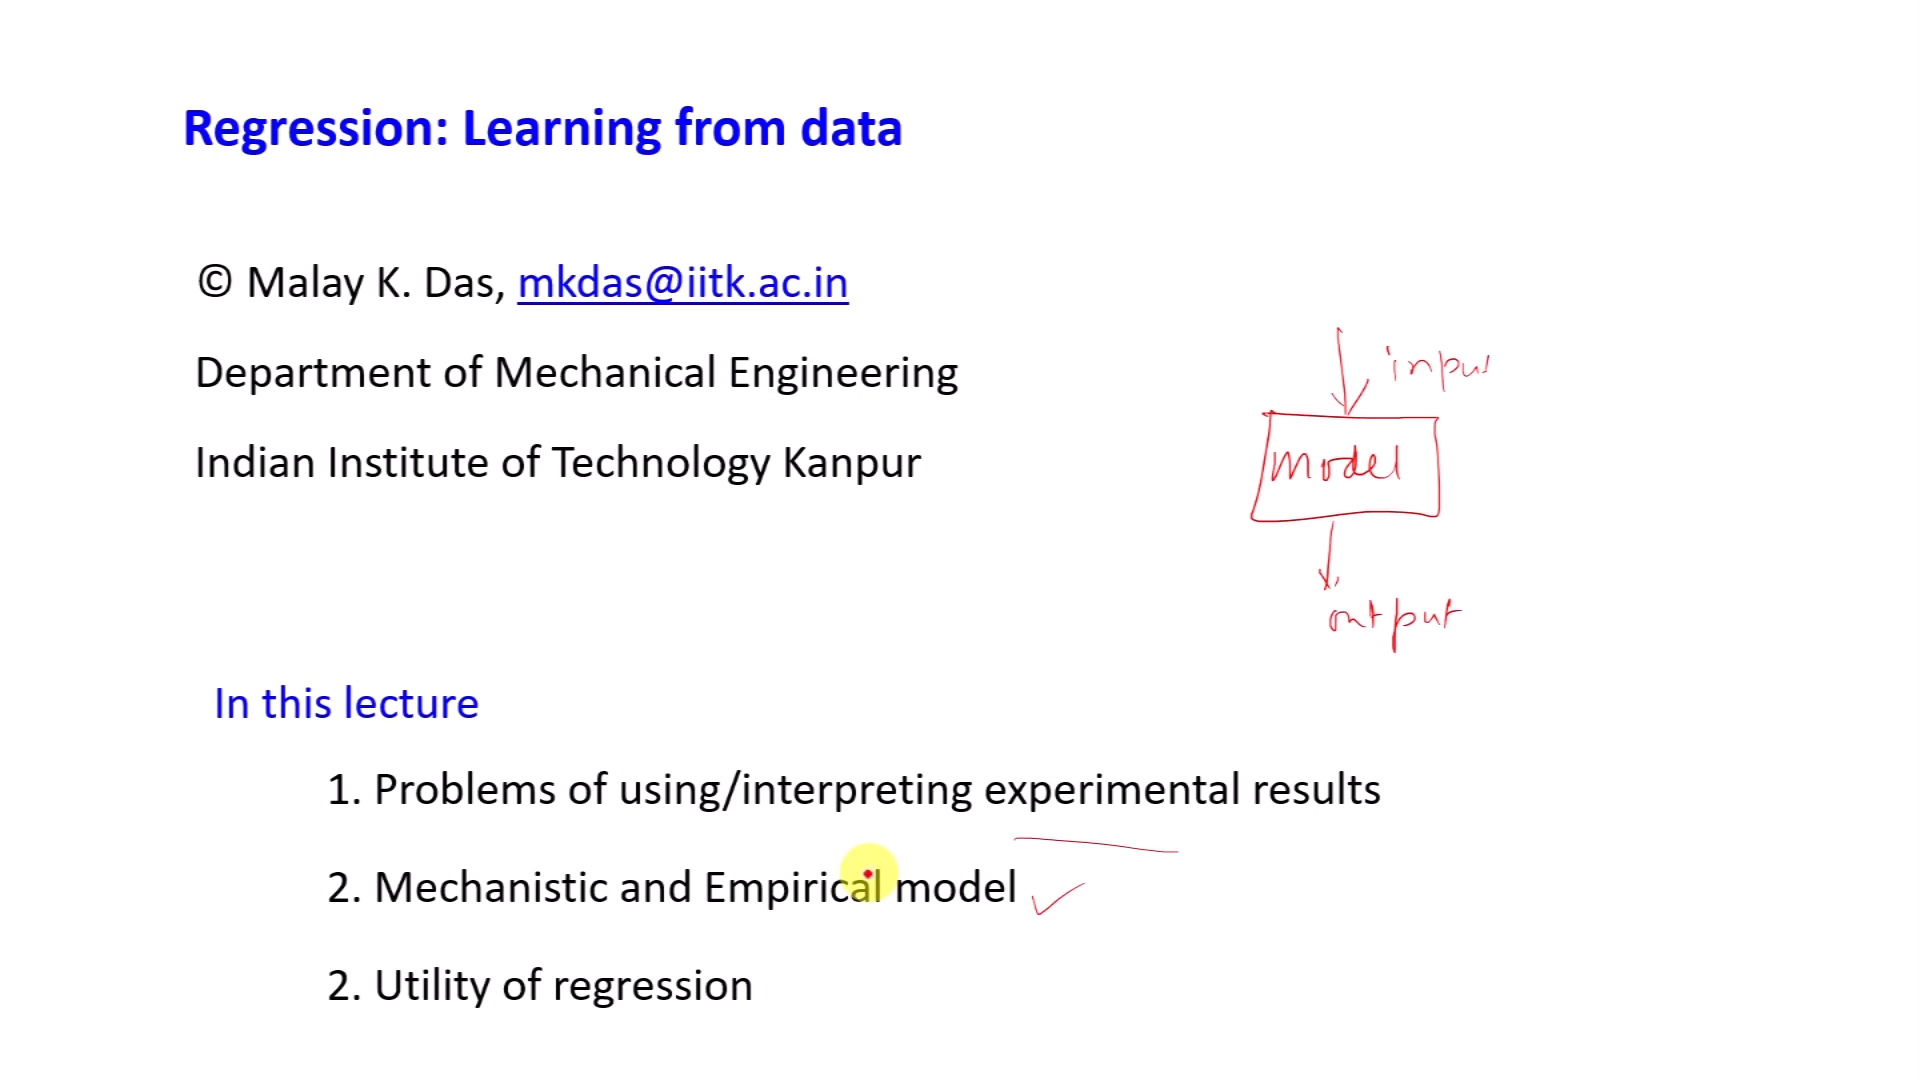 Regression: Learning from data
© Malay K. Das, mkdas@iitk.ac.in
Department of Mechanical Engineering
Indian Institute of Technology Kanpur
input
model
output
In this lecture
1. Problems of using/interpreting experimental results
2. Mechanistic and Empirical model
2. Utility of regression